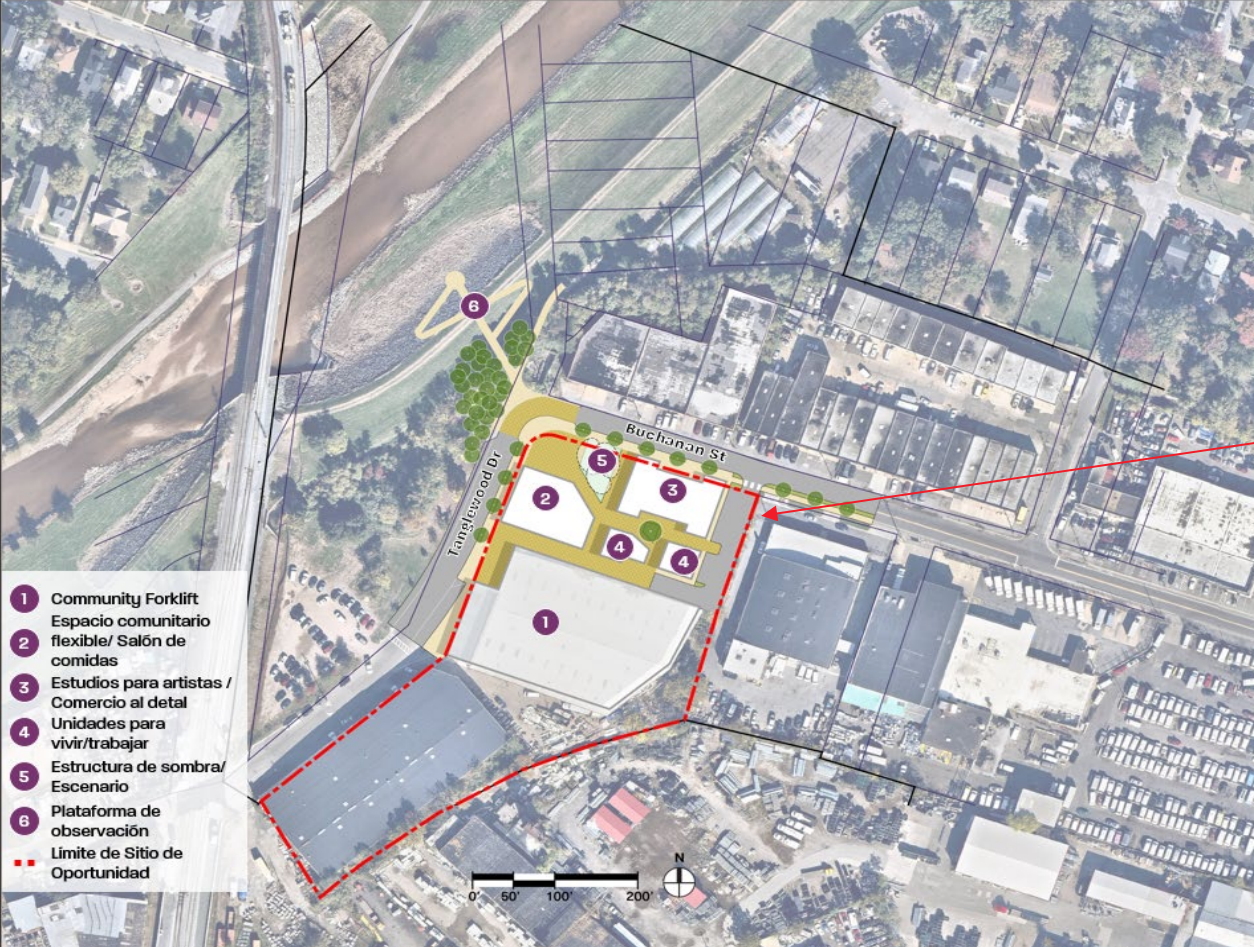 6
Buchanan St
5
3
2
Tanglewood Dr
4
4
1
1 Community Forklift
2 Espacio comunitario
flexible/ Salón de
comidas
3 Estudios para artistas /
Comercio al detal
4 Unidades para
vivir/trabajar
5 Estructura de sombra/
Escenario
6 Plataforma de
observación
Límite de Sitio de
Oportunidad
N
0' 50' 100' 200'